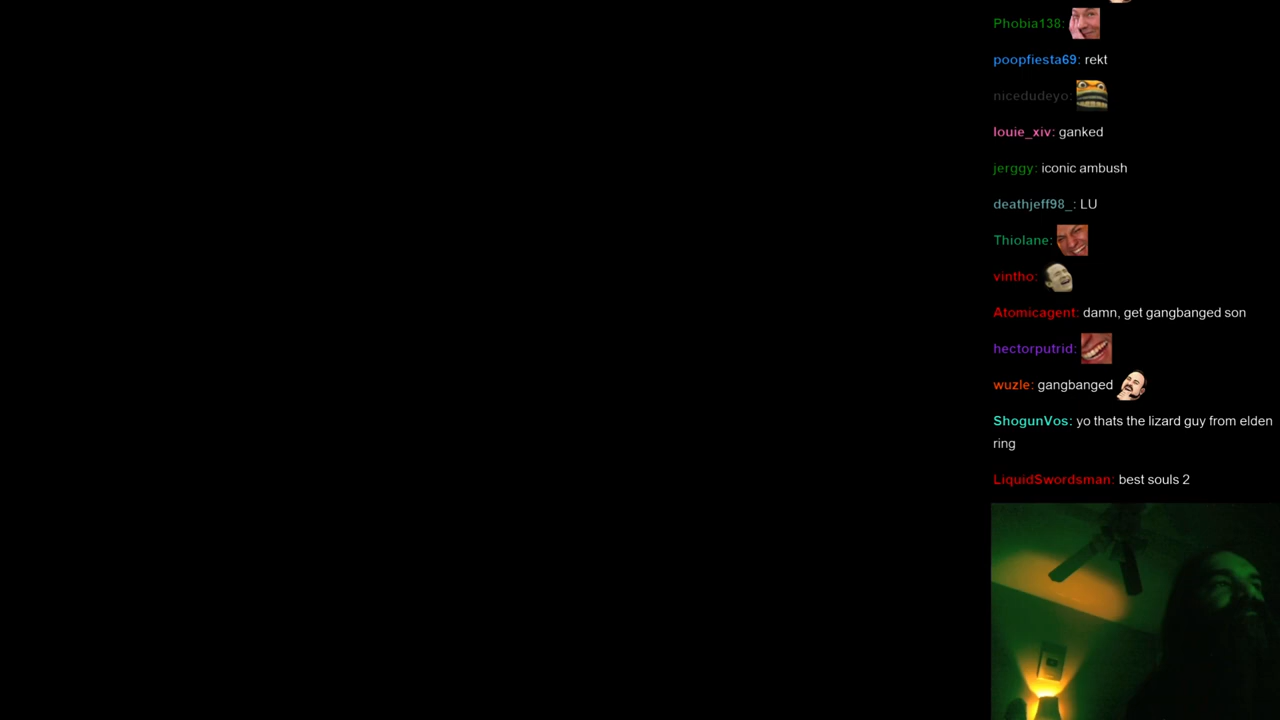 Phobia138:
poopfiesta69: rekt
nicedudeyo:
louie_xiv: ganked
jerggy: iconic ambush
deathjeff98_: LU
Thiolane:
vintho:
Atomicagent: damn, get gangbanged son
hectorputrid:
wuzle: gangbanged
ShogunVos: yo thats the lizard guy from elden
ring
LiquidSwordsman: best souls 2